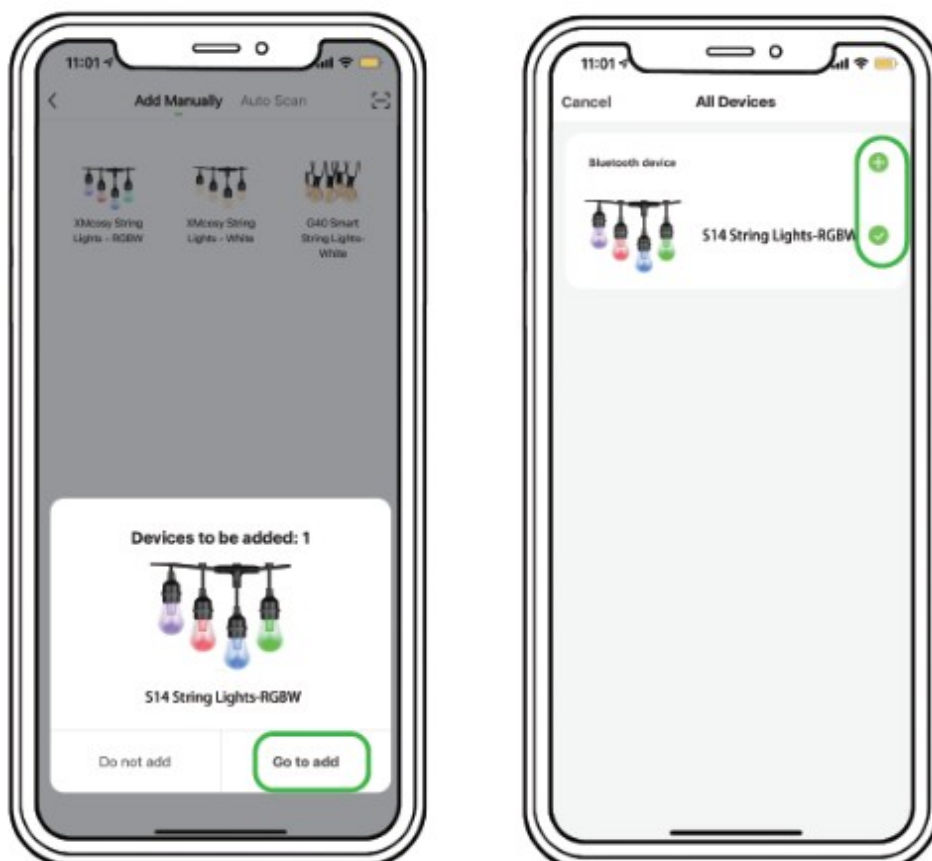 11:01
Add Manually Auto Scan
XMcosy String
Lights - RGBW
XMcosy String
Lights - White
G40 Smart
String Lights-
White
Devices to be added: 1
S14 String Lights-RGBW
Do not add
Go to add
11:01
Cancel
All Devices
Bluetooth device
S14 String Lights-RGBW